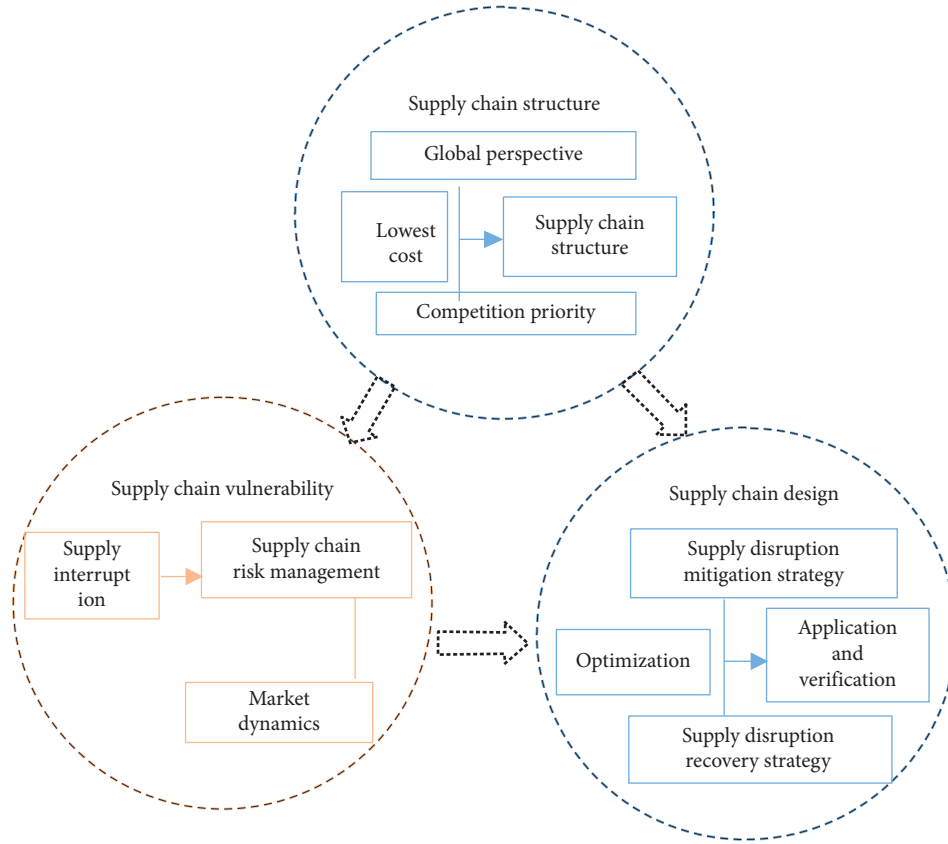 Supply chain structure
Global perspective
Lowest
cost
Supply chain
structure
Competition priority
Supply chain vulnerability
Supply
interrupt
ion
Supply chain
risk management
Market
dynamics
Supply chain design
Supply disruption
mitigation strategy
Optimization
Application
and
verification
Supply disruption
recovery strategy